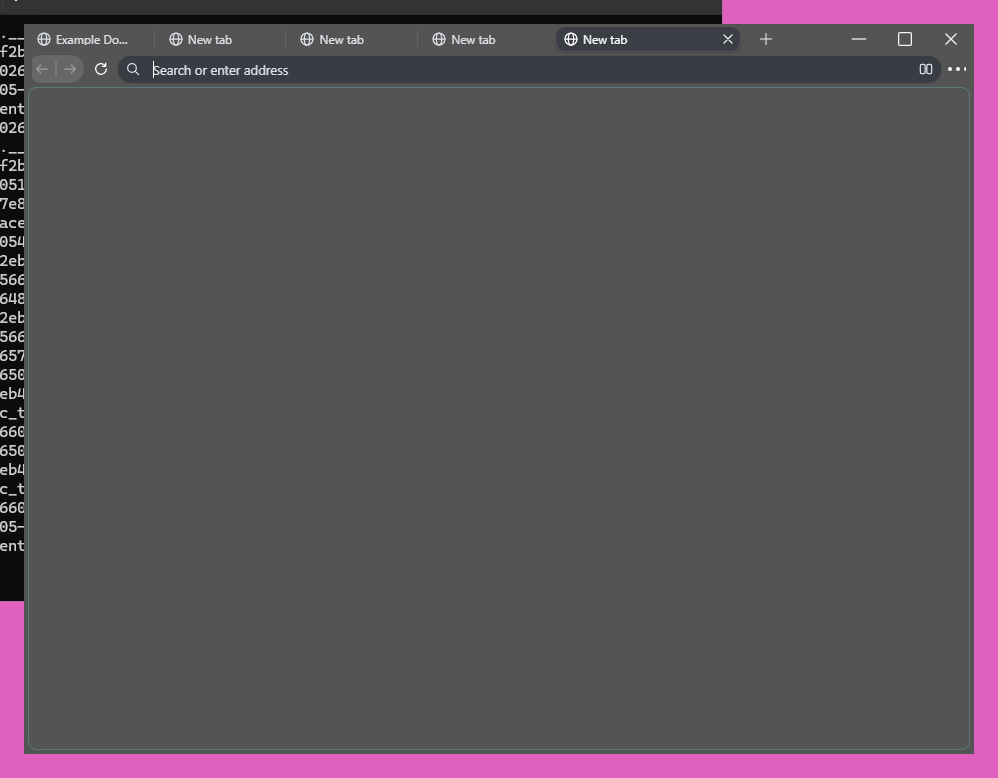 Example Do...
New tab
New tab
New tab
New tab
Search or enter address
.__
f2b
026
05-
ent
026
.__
f2b
051
7e8
ace
054
2eb
566
648
2eb
566
657
650
eb4
c_t
660
650
eb4
c_t
660
05-
ent